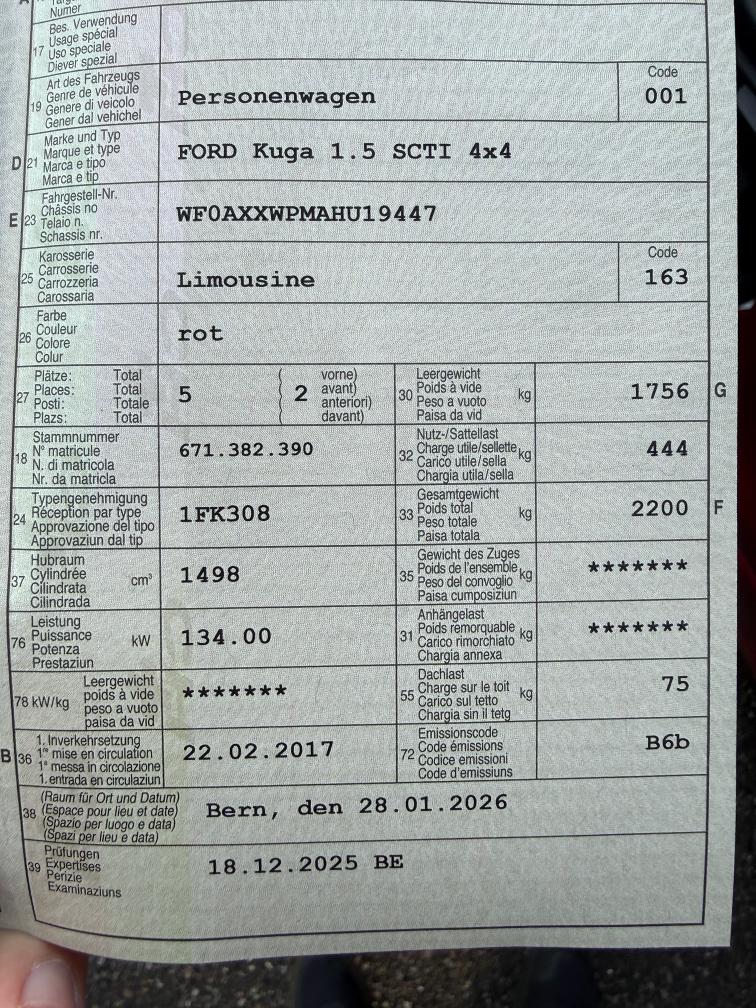 Numer
17
Bes. Verwendung
Usage spécial
Uso speciale
Diever spezial
19
Art des Fahrzeugs
Genre de véhicule
Genere di veicolo
Gener dal vehichel
Personenwagen
Code
001
D 21
Marke und Typ
Marque et type
Marca e tipo
Marca e tip
FORD Kuga 1.5 SCTI 4x4
E 23
Fahrgestell-Nr.
Châssis no
Telaio n.
Schassis nr.
WF0AXXWPMAHU19447
25
Karosserie
Carrosserie
Carrozzeria
Carossaria
Limousine
Code
163
26
Farbe
Couleur
Colore
Colur
rot
27
Plätze: Total
Places: Total
Posti: Totale
Plazs: Total
5
( vorne)
( avant)
( anteriori)
( davant)
2
30
Leergewicht
Poids à vide
Peso a vuoto
Paisa da vid
kg
1756
G
18
Stammnummer
N° matricule
N. di matricola
Nr. da matricla
671.382.390
32
Nutz-/Sattellast
Charge utile/sellette
Carico utile/sella
Chargia utila/sella
kg
444
24
Typengenehmigung
Réception par type
Approvazione del tipo
Approvaziun dal tip
1FK308
33
Gesamtgewicht
Poids total
Peso totale
Paisa totala
kg
2200
F
37
Hubraum
Cylindrée
Cilindrata
Cilindrada
cm³
1498
35
Gewicht des Zuges
Poids de l'ensemble
Peso del convoglio
Paisa cumposiziun
kg
*******
76
Leistung
Puissance
Potenza
Prestaziun
kW
134.00
31
Anhängelast
Poids remorquable
Carico rimorchiato
Chargia annexa
kg
*******
78 kW/kg
Leergewicht
poids à vide
peso a vuoto
paisa da vid
*******
55
Dachlast
Charge sur le toit
Carico sul tetto
Chargia sin il tetg
kg
75
B 36
1. Inverkehrsetzung
1re mise en circulation
1a messa in circolazione
1. entrada en circulaziun
22.02.2017
72
Emissionscode
Code émissions
Codice emissioni
Code d'emissiuns
B6b
38
(Raum für Ort und Datum)
(Espace pour lieu et date)
(Spazio per luogo e data)
(Spazi per lieu e data)
Bern, den 28.01.2026
39
Prüfungen
Expertises
Perizie
Examinaziuns
18.12.2025 BE